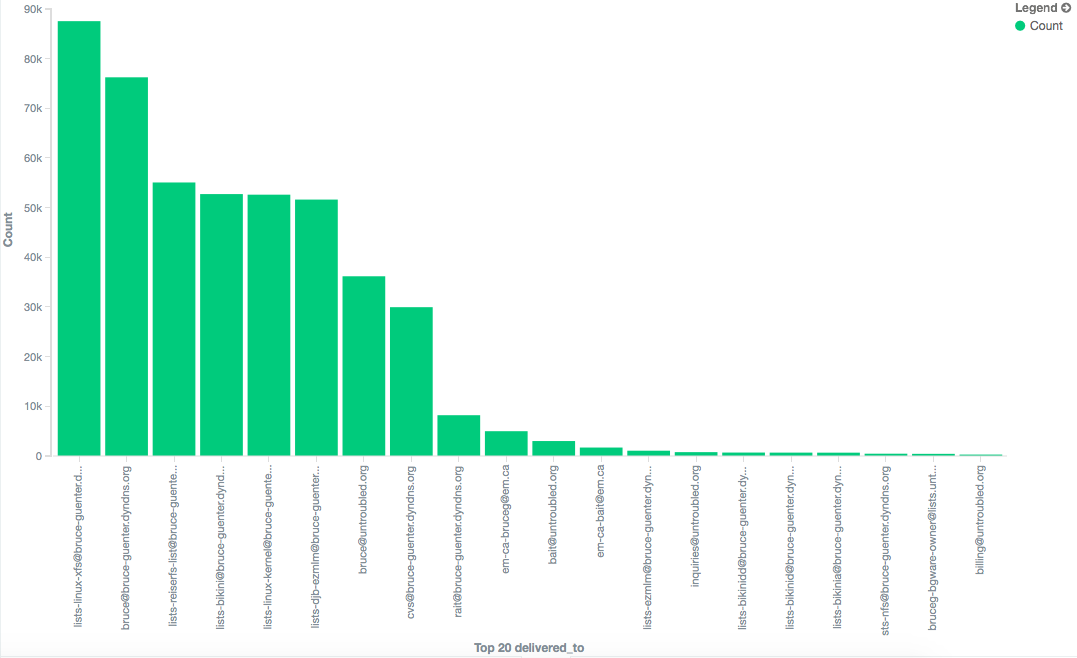 Legend
Count
90k
80k
70k
60k
50k
40k
30k
20k
10k
0
Count
lists-linux-xfs@bruce-guenter.d...
bruce@bruce-guenter.dyndns.org
lists-reiserfs-list@bruce-guente...
lists-bikini@bruce-guenter.dynd...
lists-linux-kernel@bruce-guente...
lists-djb-ezmlm@bruce-guenter...
bruce@untroubled.org
cvs@bruce-guenter.dyndns.org
rait@bruce-guenter.dyndns.org
em-ca-bruceg@em.ca
bait@untroubled.org
em-ca-bait@em.ca
lists-ezmlm@bruce-guenter.dyn...
inquiries@untroubled.org
lists-bikinidd@bruce-guenter.dy...
lists-bikinid@bruce-guenter.dyn...
lists-bikinia@bruce-guenter.dyn...
sts-nfs@bruce-guenter.dyndns.org
bruceg-bgware-owner@lists.unt...
billing@untroubled.org
Top 20 delivered_to